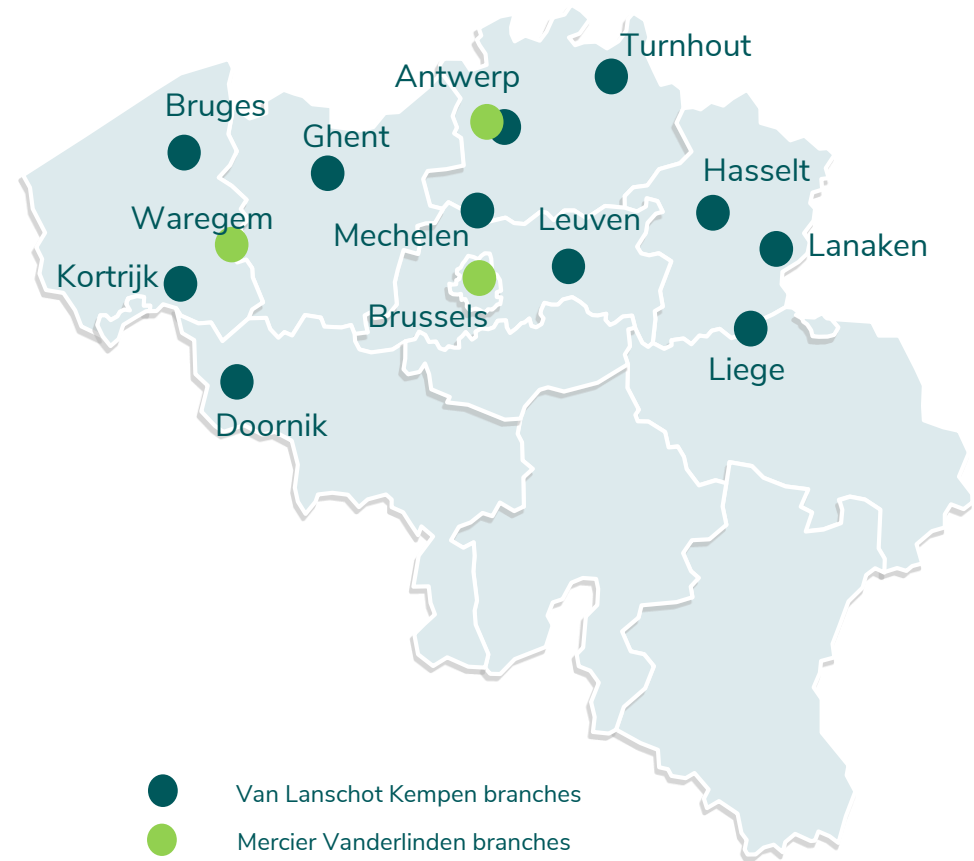 Turnhout
Antwerp
Bruges
Ghent
Hasselt
Waregem
Leuven
Mechelen
Lanaken
Kortrijk
Brussels
Liege
Doornik
Van Lanschot Kempen branches
Mercier Vanderlinden branches